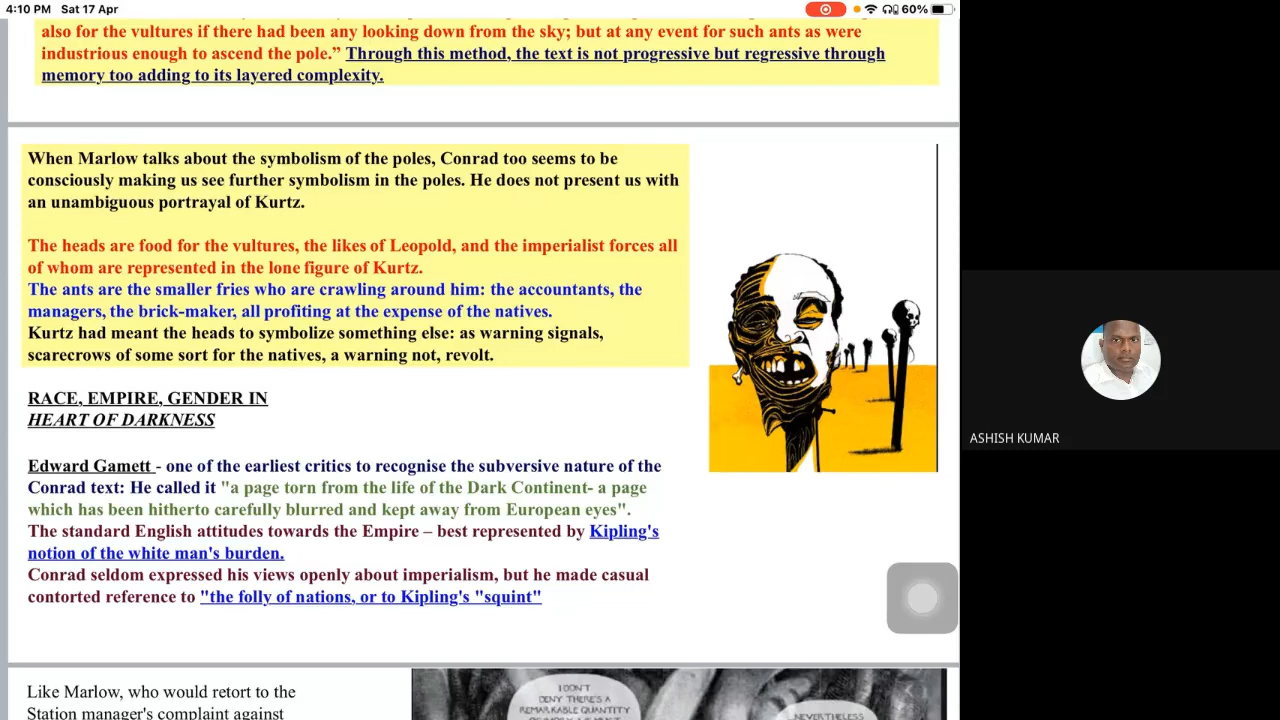 4:10 PM Sat 17 Apr
60%
also for the vultures if there had been any looking down from the sky; but at any event for such ants as were
industrious enough to ascend the pole.” Through this method, the text is not progressive but regressive through
memory too adding to its layered complexity.
When Marlow talks about the symbolism of the poles, Conrad too seems to be
consciously making us see further symbolism in the poles. He does not present us with
an unambiguous portrayal of Kurtz.
The heads are food for the vultures, the likes of Leopold, and the imperialist forces all
of whom are represented in the lone figure of Kurtz.
The ants are the smaller fries who are crawling around him: the accountants, the
managers, the brick-maker, all profiting at the expense of the natives.
Kurtz had meant the heads to symbolize something else: as warning signals,
scarecrows of some sort for the natives, a warning not, revolt.
RACE, EMPIRE, GENDER IN
HEART OF DARKNESS
Edward Gamett - one of the earliest critics to recognise the subversive nature of the
Conrad text: He called it "a page torn from the life of the Dark Continent- a page
which has been hitherto carefully blurred and kept away from European eyes".
The standard English attitudes towards the Empire – best represented by Kipling's
notion of the white man's burden.
Conrad seldom expressed his views openly about imperialism, but he made casual
contorted reference to "the folly of nations, or to Kipling's "squint"
ASHISH KUMAR
Like Marlow, who would retort to the
Station manager's complaint against
I DON'T
DENY THERE'S A
REMARKABLE QUANTITY
NEVERTHELESS